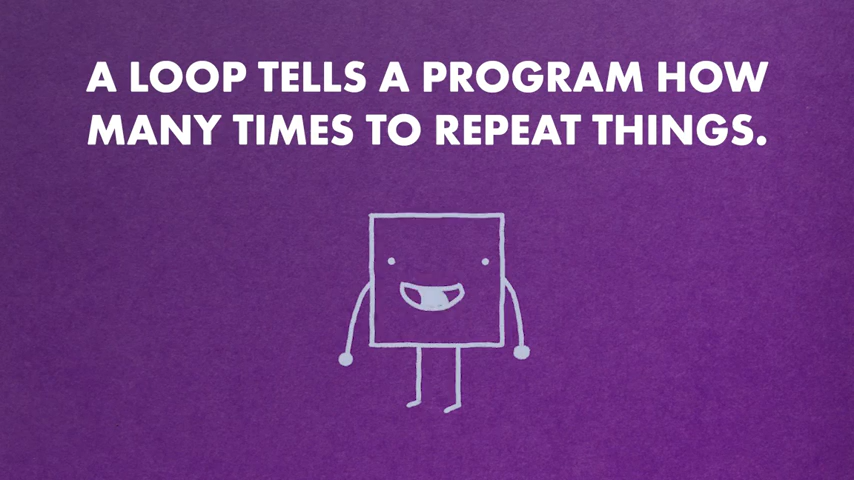 A LOOP TELLS A PROGRAM HOW
MANY TIMES TO REPEAT THINGS.